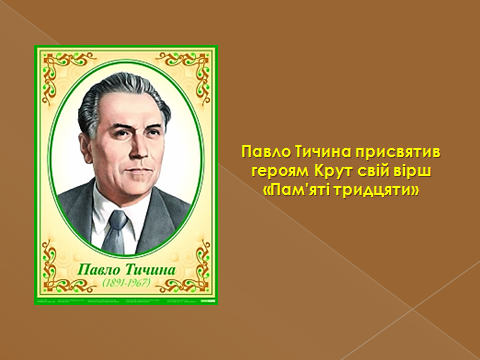 Павло Тичина
(1891-1967)
Павло Тичина присвятив
героям Крут свій вірш
«Пам'яті тридцяти»